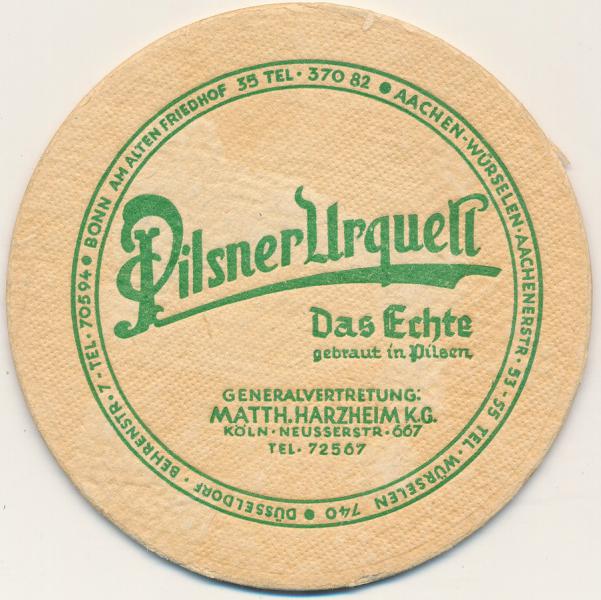 BONN AM ALTEN FRIEDHOF 35 TEL · 370 82 ● AACHEN-WÜRSELEN · AACHENERSTR · 53-55 TEL · WÜRSELEN 740 ● DÜSSELDORF · BEHRENSTR · 7 - TEL · 70594 ●
Pilsner Urquell
Das Echte
gebraut in Pilsen
GENERALVERTRETUNG:
MATTH. HARZHEIM K.G.
KÖLN · NEUSSERSTR · 667
TEL · 72567